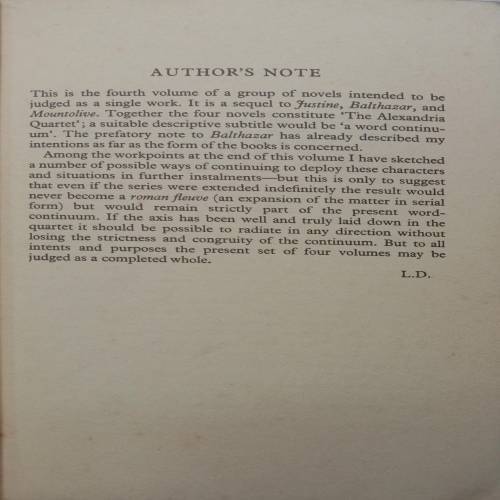 AUTHOR'S NOTE
This is the fourth volume of a group of novels intended to be
judged as a single work. It is a sequel to Justine, Balthazar, and
Mountolive. Together the four novels constitute 'The Alexandria
Quartet'; a suitable descriptive subtitle would be 'a word continu-
um'. The prefatory note to Balthazar has already described my
intentions as far as the form of the books is concerned.
Among the workpoints at the end of this volume I have sketched
a number of possible ways of continuing to deploy these characters
and situations in further instalments—but this is only to suggest
that even if the series were extended indefinitely the result would
never become a roman fleuve (an expansion of the matter in serial
form) but would remain strictly part of the present word-
continuum. If the axis has been well and truly laid down in the
quartet it should be possible to radiate in any direction without
losing the strictness and congruity of the continuum. But to all
intents and purposes the present set of four volumes may be
judged as a completed whole.
L.D.